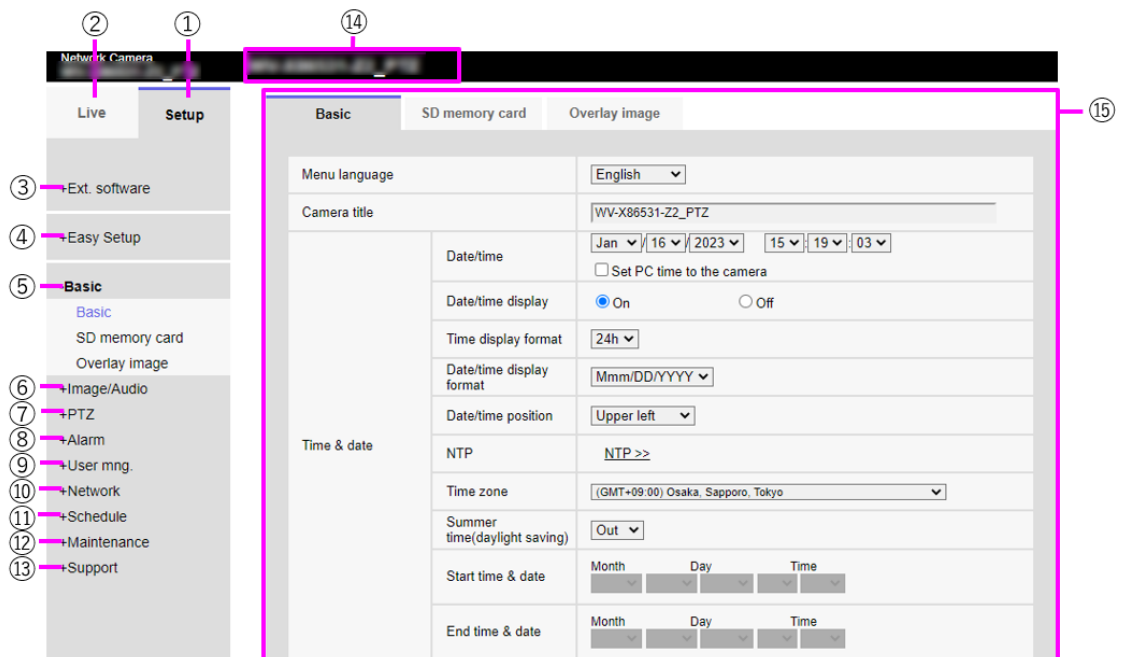 ② ① ⑭
Network Camera
Live Setup
Basic SD memory card Overlay image
⑮
③ +Ext. software
④ +Easy Setup
⑤ -Basic
Basic
SD memory card
Overlay image
⑥ +Image/Audio
⑦ +PTZ
⑧ +Alarm
⑨ +User mng.
⑩ +Network
⑪ +Schedule
⑫ +Maintenance
⑬ +Support
Menu language English
Camera title WV-X86531-Z2_PTZ
Time & date
Date/time Jan / 16 / 2023 15 : 19 : 03
Set PC time to the camera
Date/time display On Off
Time display format 24h
Date/time display
format Mmm/DD/YYYY
Date/time position Upper left
NTP NTP >>
Time zone (GMT+09:00) Osaka, Sapporo, Tokyo
Summer
time(daylight saving) Out
Start time & date Month Day Time
End time & date Month Day Time